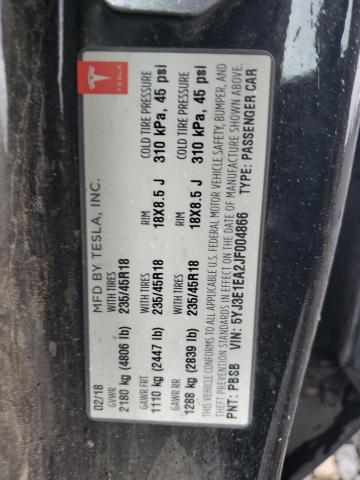 TESLA
MFD BY TESLA, INC.
02/18
GVWR WITH TIRES RIM COLD TIRE PRESSURE
2180 kg (4806 lb) 235/45R18 18X8.5 J 310 kPa, 45 psi
GAWR FRT WITH TIRES RIM COLD TIRE PRESSURE
1110 kg (2447 lb) 235/45R18 18X8.5 J 310 kPa, 45 psi
GAWR RR WITH TIRES
1288 kg (2839 lb) 235/45R18
THIS VEHICLE CONFORMS TO ALL APPLICABLE U.S. FEDERAL MOTOR VEHICLE SAFETY, BUMPER, AND
THEFT PREVENTION STANDARDS IN EFFECT ON THE DATE OF MANUFACTURE SHOWN ABOVE.
PNT: PBSB VIN: 5YJ3E1EA2JF004866 TYPE: PASSENGER CAR